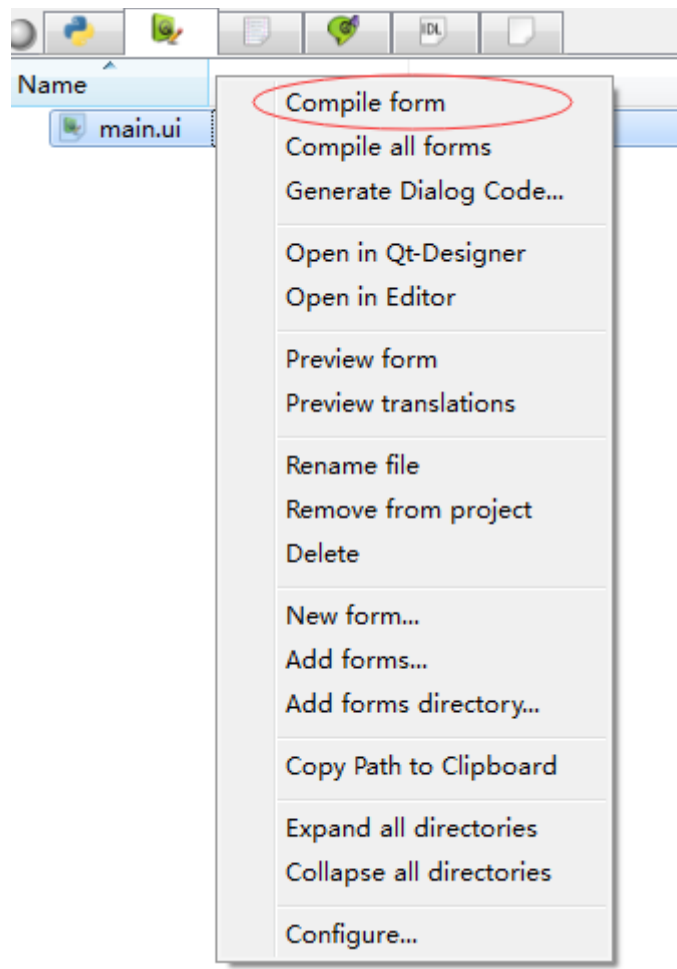 IDL
Name
main.ui
Compile form
Compile all forms
Generate Dialog Code...
Open in Qt-Designer
Open in Editor
Preview form
Preview translations
Rename file
Remove from project
Delete
New form...
Add forms...
Add forms directory...
Copy Path to Clipboard
Expand all directories
Collapse all directories
Configure...